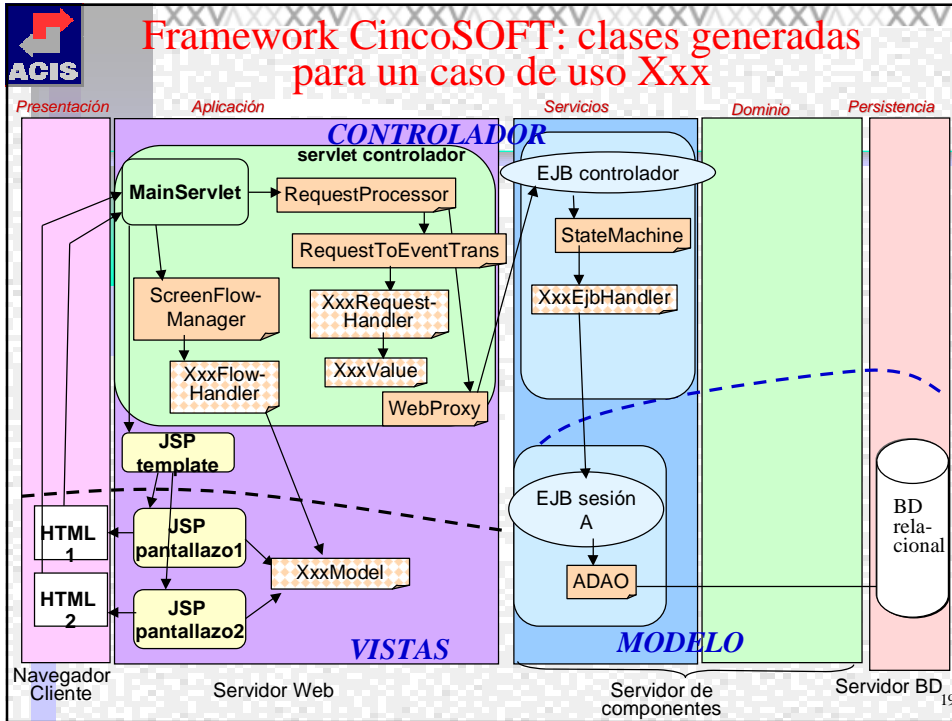 ACIS
Framework CincoSOFT: clases generadas
para un caso de uso Xxx
Presentación
Aplicación
Servicios
Dominio
Persistencia
CONTROLADOR
servlet controlador
MainServlet
RequestProcessor
RequestToEventTrans
ScreenFlow-
Manager
XxxRequest-
Handler
XxxFlow-
Handler
XxxValue
WebProxy
EJB controlador
StateMachine
XxxEjbHandler
JSP
template
HTML
1
JSP
pantallazo1
XxxModel
HTML
2
JSP
pantallazo2
EJB sesión
A
ADAO
BD
rela-
cional
VISTAS
MODELO
Navegador
Cliente
Servidor Web
Servidor de
componentes
Servidor BD